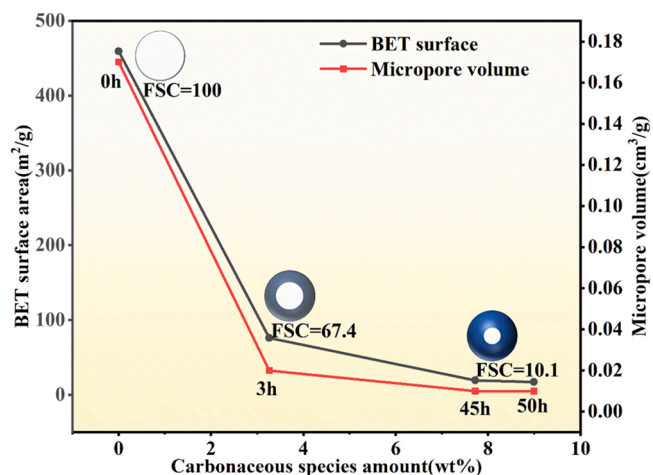 BET surface
Micropore volume
0h
FSC=100
FSC=67.4
3h
FSC=10.1
45h
50h
BET surface area(m²/g)
500
400
300
200
100
0
Micropore volume(cm³/g)
0.18
0.16
0.14
0.12
0.10
0.08
0.06
0.04
0.02
0.00
0 2 4 6 8 10
Carbonaceous species amount(wt%)